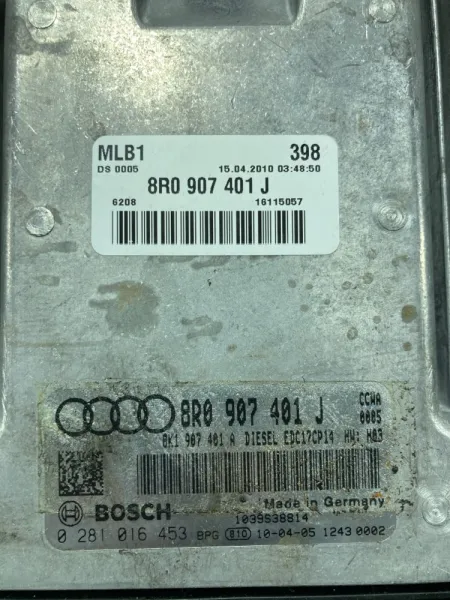 MLB1 398
DS 0005 15.04.2010 03:48:50
8R0 907 401 J
6208 16115057
8R0 907 401 J CCWA 0005
8K1 907 401 A DIESEL EDC17CP14 HW: H03
Made in Germany
BOSCH 1039S38814
0 281 016 453 BPG 810 10-04-05 1243 0002